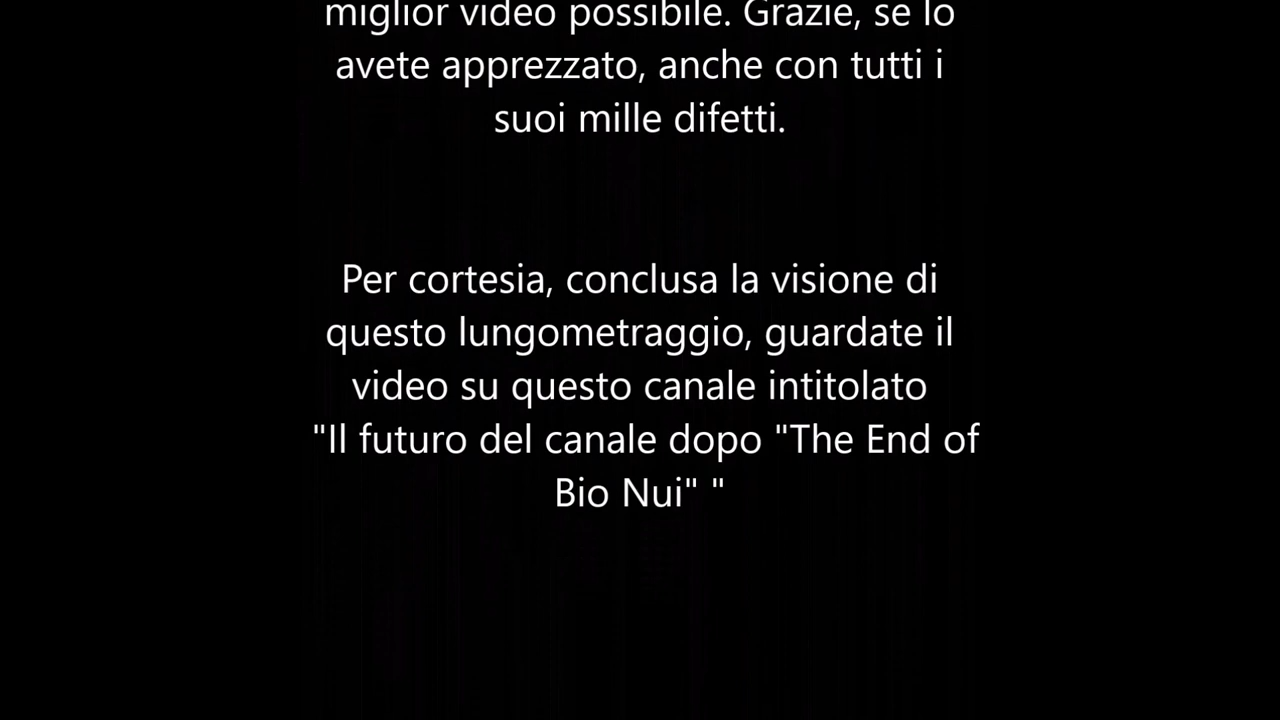 miglior video possibile. Grazie, se lo
avete apprezzato, anche con tutti i
suoi mille difetti.
Per cortesia, conclusa la visione di
questo lungometraggio, guardate il
video su questo canale intitolato
"Il futuro del canale dopo "The End of
Bio Nui" "